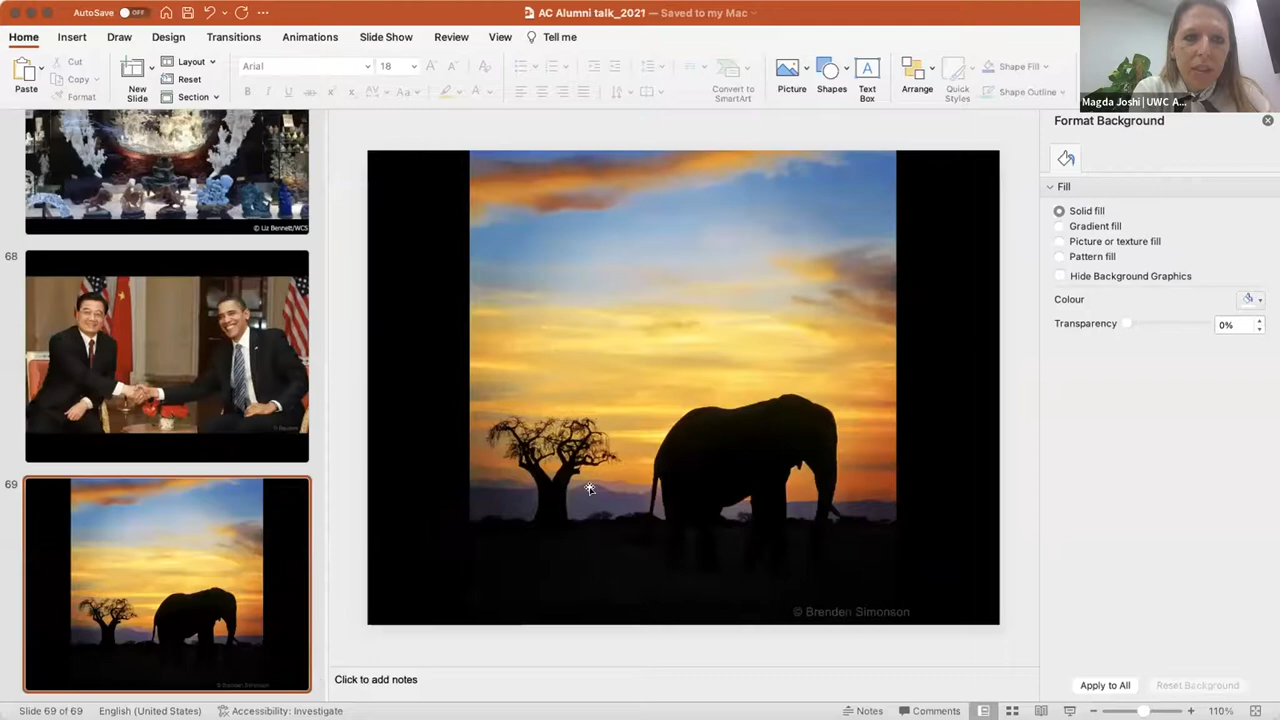 AutoSave OFF
AC Alumni talk_2021 — Saved to my Mac
Home Insert Draw Design Transitions Animations Slide Show Review View Tell me
Paste
Cut
Copy
Format
New Slide
Layout
Reset
Section
Arial 18
Convert to SmartArt
Picture
Shapes
Text Box
Arrange
Quick Styles
Shape Fill
Shape Outline
Magda Joshi | UWC A...
Format Background
Fill
Solid fill
Gradient fill
Picture or texture fill
Pattern fill
Hide Background Graphics
Colour
Transparency 0%
Apply to All Reset Background
© Liz Bennett/WCS
68
69
© Brenden Simonson
© Brenden Simonson
Click to add notes
Slide 69 of 69 English (United States) Accessibility: Investigate Notes Comments 110%